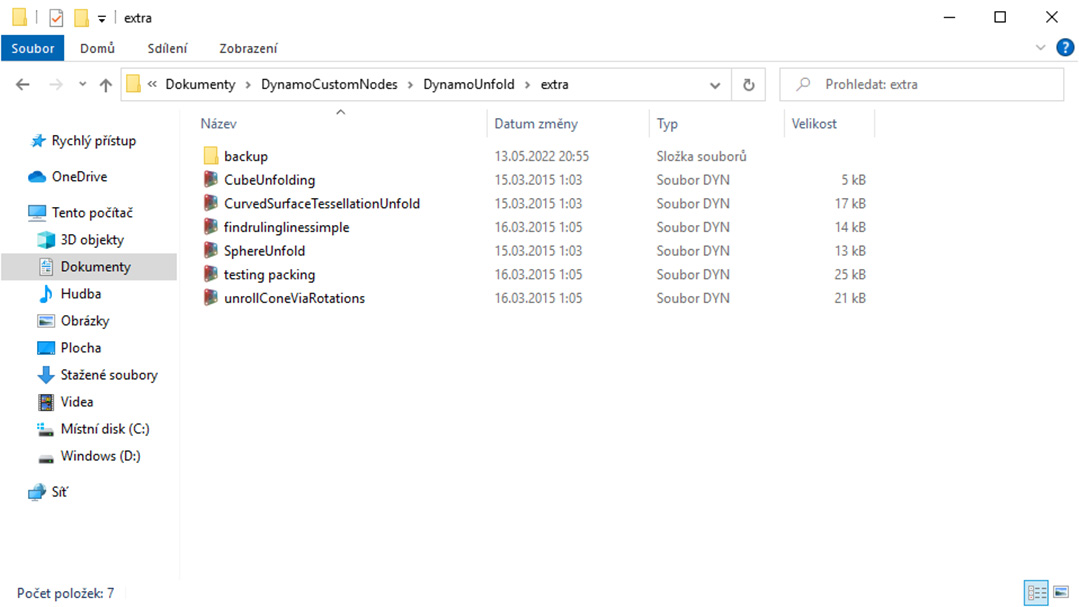 extra
Soubor Domů Sdílení Zobrazení ?
« Dokumenty › DynamoCustomNodes › DynamoUnfold › extra Prohledat: extra
Název Datum změny Typ Velikost
backup 13.05.2022 20:55 Složka souborů
CubeUnfolding 15.03.2015 1:03 Soubor DYN 5 kB
CurvedSurfaceTessellationUnfold 15.03.2015 1:03 Soubor DYN 17 kB
findrulinglinessimple 16.03.2015 1:05 Soubor DYN 14 kB
SphereUnfold 15.03.2015 1:03 Soubor DYN 13 kB
testing packing 16.03.2015 1:05 Soubor DYN 25 kB
unrollConeViaRotations 16.03.2015 1:05 Soubor DYN 21 kB
Rychlý přístup
OneDrive
Tento počítač
3D objekty
Dokumenty
Hudba
Obrázky
Plocha
Stažené soubory
Videa
Místní disk (C:)
Windows (D:)
Síť
Počet položek: 7